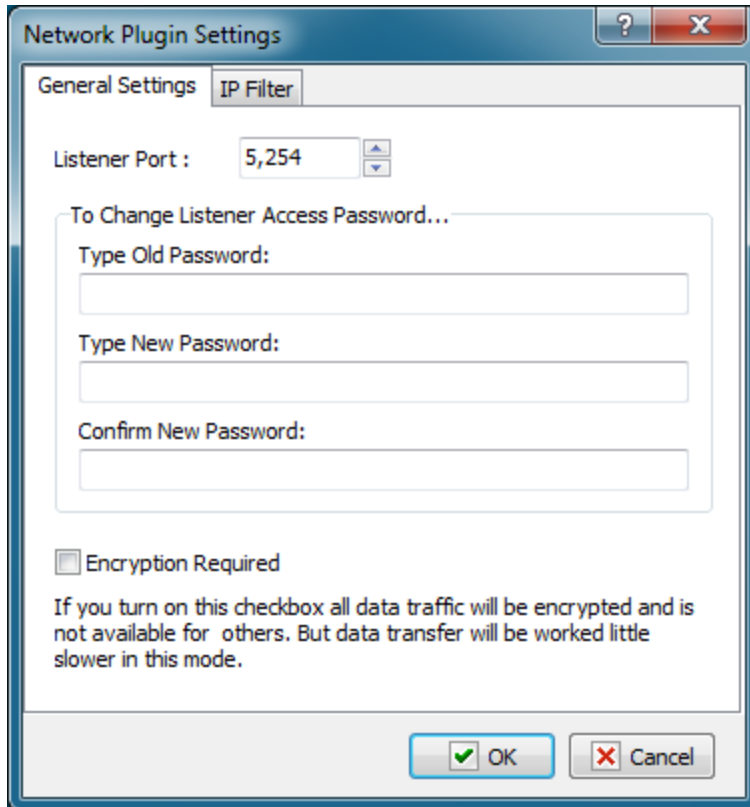 Network Plugin Settings
?
General Settings
IP Filter
Listener Port :
5,254
To Change Listener Access Password...
Type Old Password:
Type New Password:
Confirm New Password:
Encryption Required
If you turn on this checkbox all data traffic will be encrypted and is
not available for  others. But data transfer will be worked little
slower in this mode.
OK
Cancel